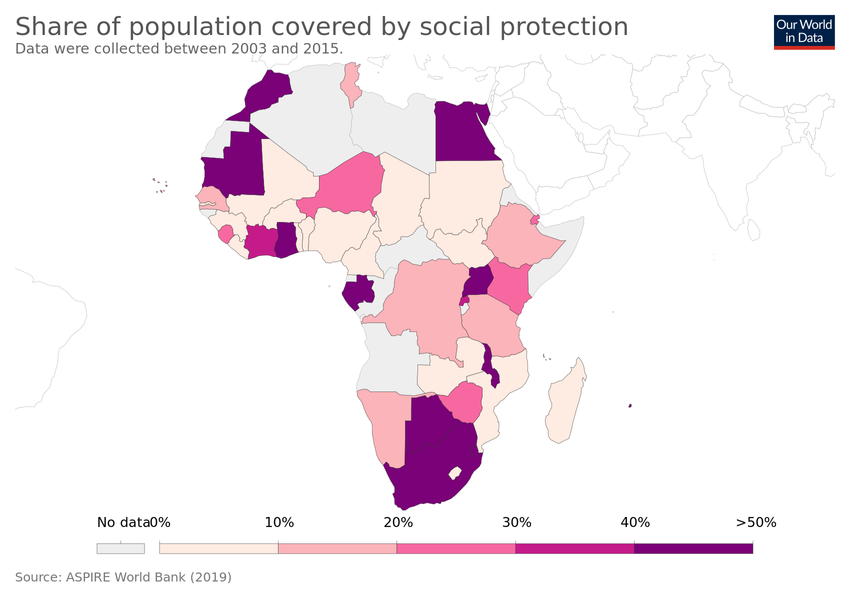 Share of population covered by social protection
Data were collected between 2003 and 2015.
Our World
in Data
No data
0%
10%
20%
30%
40%
>50%
Source: ASPIRE World Bank (2019)